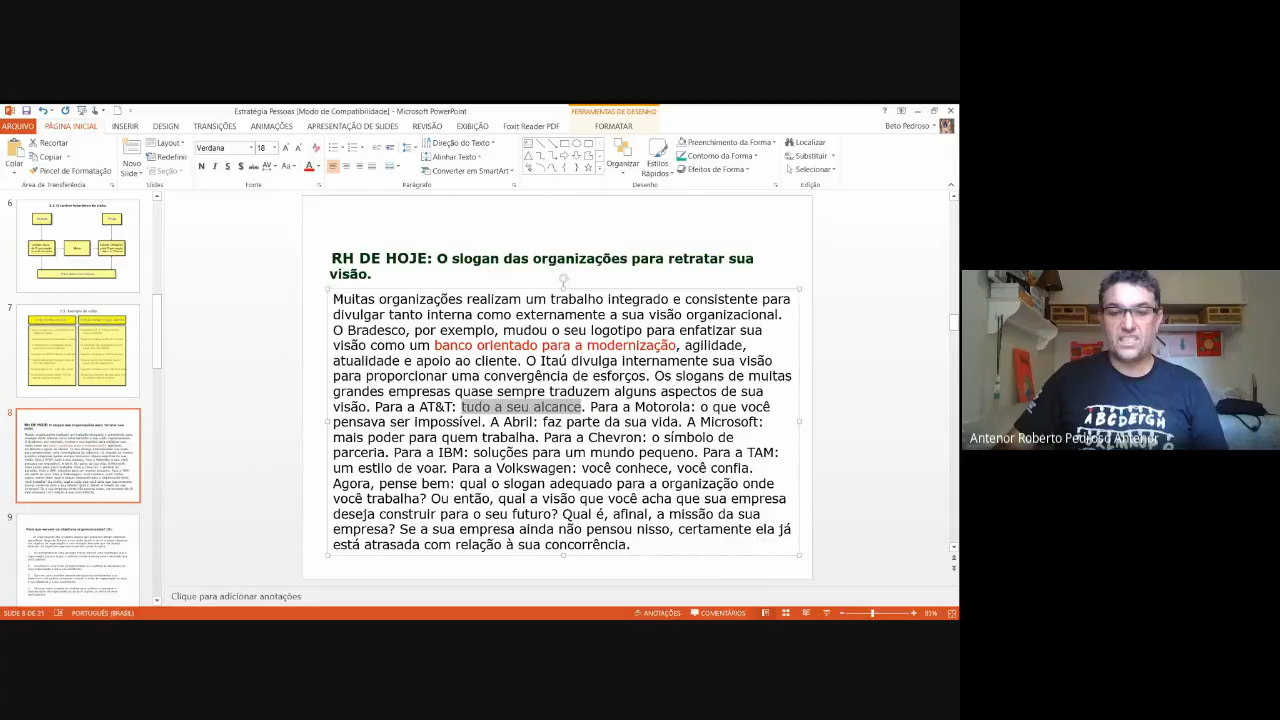 Estratégia Pessoas [Modo de Compatibilidade] - Microsoft PowerPoint
FERRAMENTAS DE DESENHO
ARQUIVO PÁGINA INICIAL INSERIR DESIGN TRANSIÇÕES ANIMAÇÕES APRESENTAÇÃO DE SLIDES REVISÃO EXIBIÇÃO Foxit Reader PDF FORMATAR Beto Pedroso
Colar
Recortar
Copiar
Pincel de Formatação
Área de Transferência
Novo
Slide
Layout
Redefinir
Seção
Slides
Verdana 18
N I S S abc AV Aa A
Fonte
Direção do Texto
Alinhar Texto
Converter em SmartArt
Parágrafo
Organizar
Estilos
Rápidos
Preenchimento da Forma
Contorno da Forma
Efeitos de Forma
Desenho
Localizar
Substituir
Selecionar
Edição
6
7
8
9
RH DE HOJE: O slogan das organizações para retratar sua
visão.
Muitas organizações realizam um trabalho integrado e consistente para
divulgar tanto interna como externamente a sua visão organizacional.
O Bradesco, por exemplo, mudou o seu logotipo para enfatizar sua
visão como um banco orientado para a modernização, agilidade,
atualidade e apoio ao cliente. O Itaú divulga internamente sua visão
para proporcionar uma convergência de esforços. Os slogans de muitas
grandes empresas quase sempre traduzem alguns aspectos de sua
visão. Para a AT&T: tudo a seu alcance. Para a Motorola: o que você
pensava ser impossível. A Abril: faz parte da sua vida. A Microsoft:
mais poder para quem trabalha. Para a Chevron: o símbolo de
parceria. Para a IBM: soluções para um mundo pequeno. Para a TAM:
um estilo de voar. Para a Volkswagen: você conhece, você confia.
Agora, pense bem: qual o slogan adequado para a organização onde
você trabalha? Ou então, qual a visão que você acha que sua empresa
deseja construir para o seu futuro? Qual é, afinal, a missão da sua
empresa? Se a sua empresa ainda não pensou nisso, certamente ela já
está atrasada com relação à sua concorrência.
Clique para adicionar anotações
SLIDE 8 DE 21 PORTUGUÊS (BRASIL) ANOTAÇÕES COMENTÁRIOS 85%
Antenor Roberto Pedroso Antenor